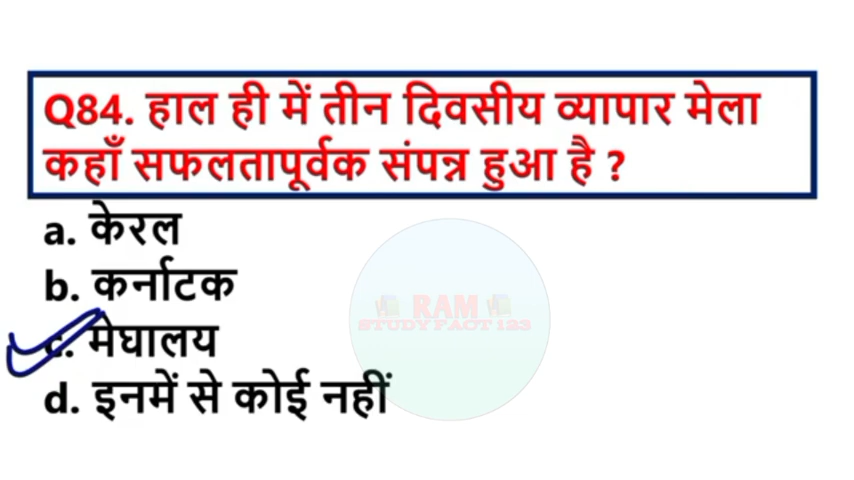 Q84. हाल ही में तीन दिवसीय व्यापार मेला
कहाँ सफलतापूर्वक संपन्न हुआ है ?
a. केरल
b. कर्नाटक
c. मेघालय
d. इनमें से कोई नहीं
RAM
STUDY FACT 123